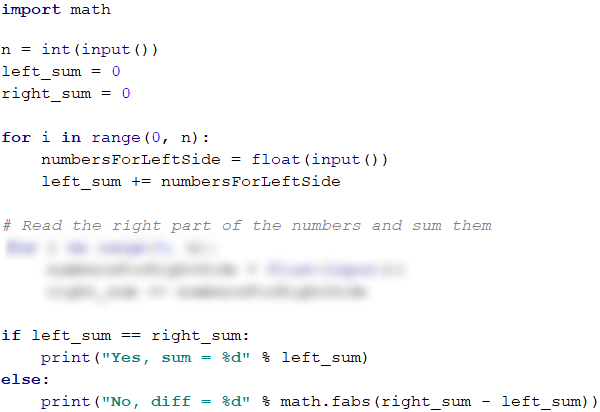 import math
n = int(input())
left_sum = 0
right_sum = 0
for i in range(0, n):
    numbersForLeftSide = float(input())
    left_sum += numbersForLeftSide
# Read the right part of the numbers and sum them
if left_sum == right_sum:
    print("Yes, sum = %d" % left_sum)
else:
    print("No, diff = %d" % math.fabs(right_sum - left_sum))